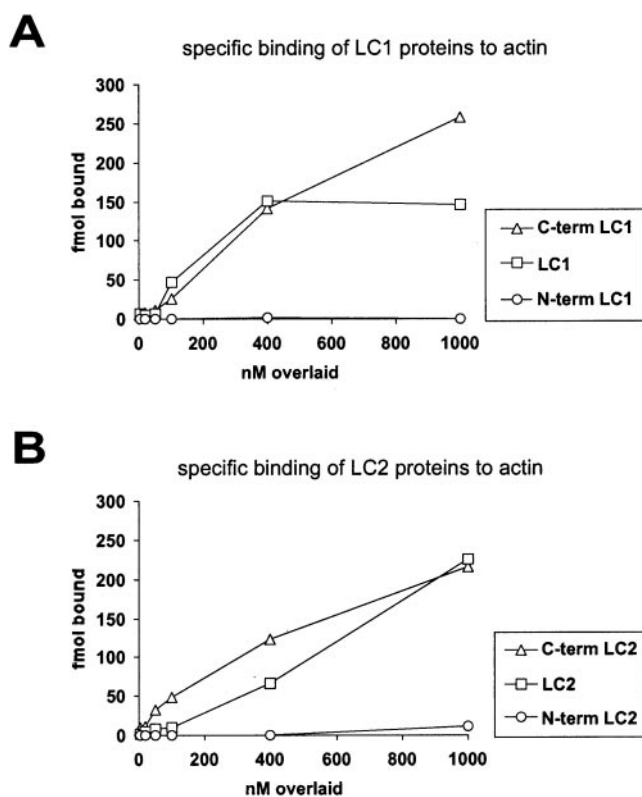 A
specific binding of LC1 proteins to actin
300
250
200
150
100
50
0
fmol bound
0 200 400 600 800 1000
nM overlaid
C-term LC1
LC1
N-term LC1
B
specific binding of LC2 proteins to actin
300
250
200
150
100
50
0
fmol bound
0 200 400 600 800 1000
nM overlaid
C-term LC2
LC2
N-term LC2